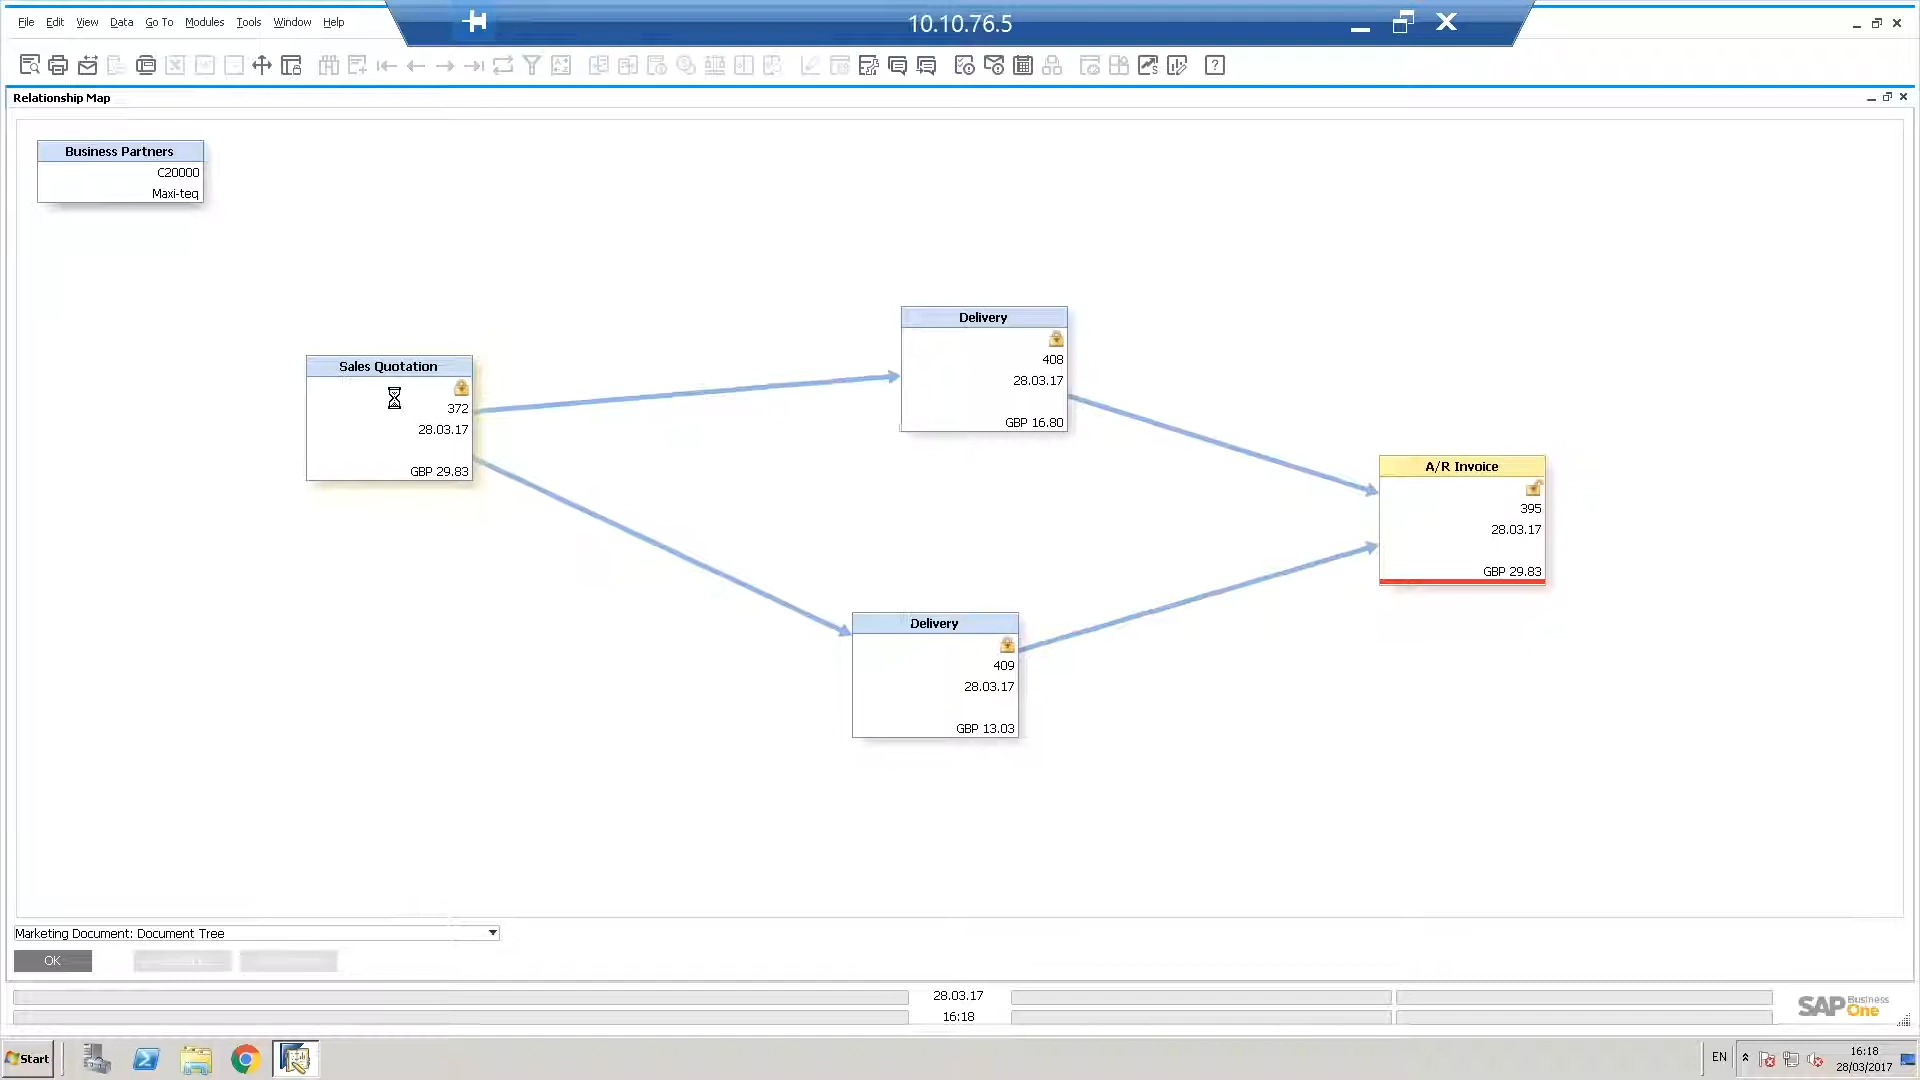 File Edit View Data Go To Modules Tools Window Help
10.10.76.5
Relationship Map
Business Partners
C20000
Maxi-teq
Delivery
408
28.03.17
GBP 16.80
Sales Quotation
372
28.03.17
GBP 29.83
A/R Invoice
395
28.03.17
GBP 29.83
Delivery
409
28.03.17
GBP 13.03
Marketing Document: Document Tree
OK
28.03.17
16:18
SAP Business One
Start
EN
16:18
28/03/2017